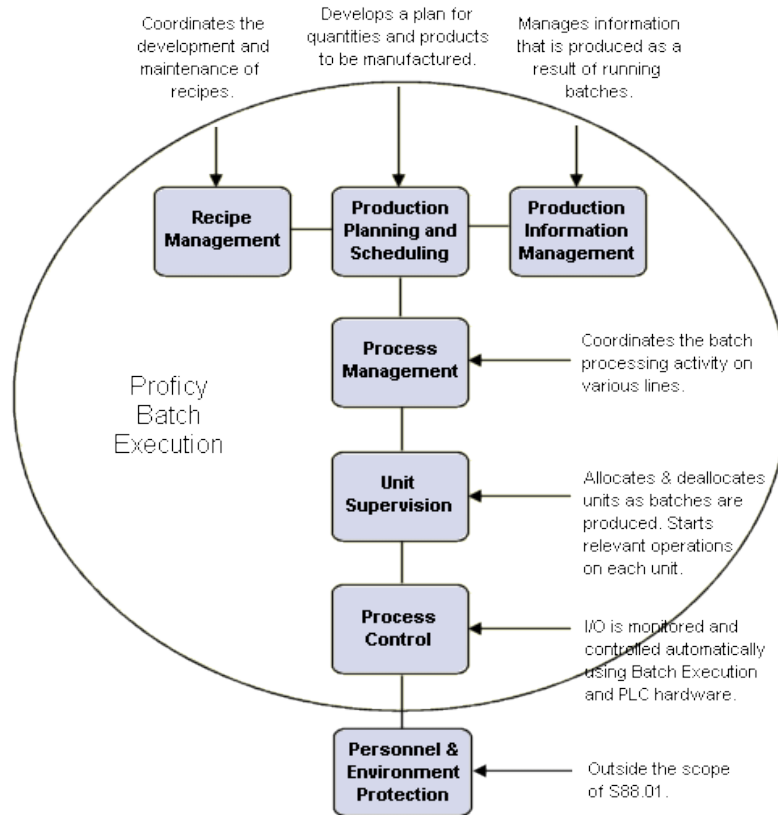 Coordinates the
development and
maintenance of
recipes.
Develops a plan for
quantities and products
to be manufactured.
Manages information
that is produced as a
result of running
batches.
Recipe
Management
Production
Planning and
Scheduling
Production
Information
Management
Process
Management
Coordinates the batch
processing activity on
various lines.
Proficy
Batch
Execution
Unit
Supervision
Allocates & deallocates
units as batches are
produced. Starts
relevant operations
on each unit.
Process
Control
I/O is monitored and
controlled automatically
using Batch Execution
and PLC hardware.
Personnel &
Environment
Protection
Outside the scope
of S88.01.